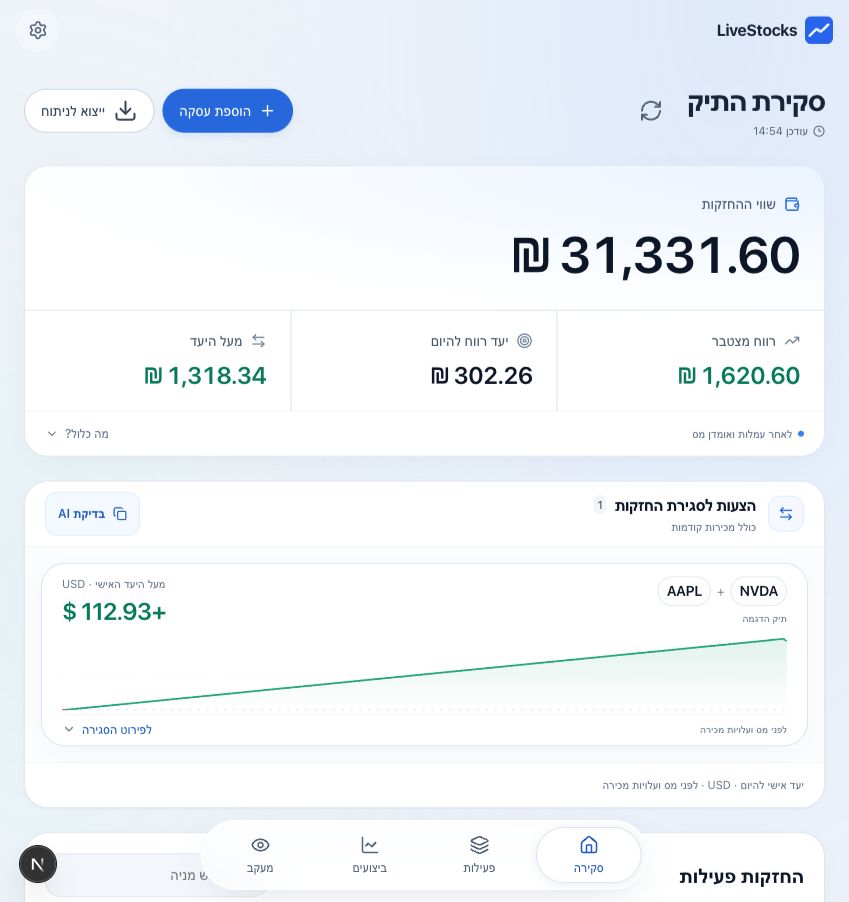 LiveStocks
סקירת התיק
עודכן 14:54
הוספת עסקה
ייצוא לניתוח
שווי ההחזקות
31,331.60 ₪
רווח מצטבר
1,620.60 ₪
יעד רווח להיום
302.26 ₪
מעל היעד
1,318.34 ₪
לאחר עמלות ואומדן מס
מה כלול?
הצעות לסגירת החזקות 1
כולל מכירות קודמות
בדיקת AI
NVDA + AAPL
תיק הדגמה
מעל היעד האישי · USD
+112.93 $
לפני מס ועלויות מכירה
לפירוט הסגירה
יעד אישי להיום · USD · לפני מס ועלויות מכירה
החזקות פעילות
מניה
סקירה
פעילות
ביצועים
מעקב
N